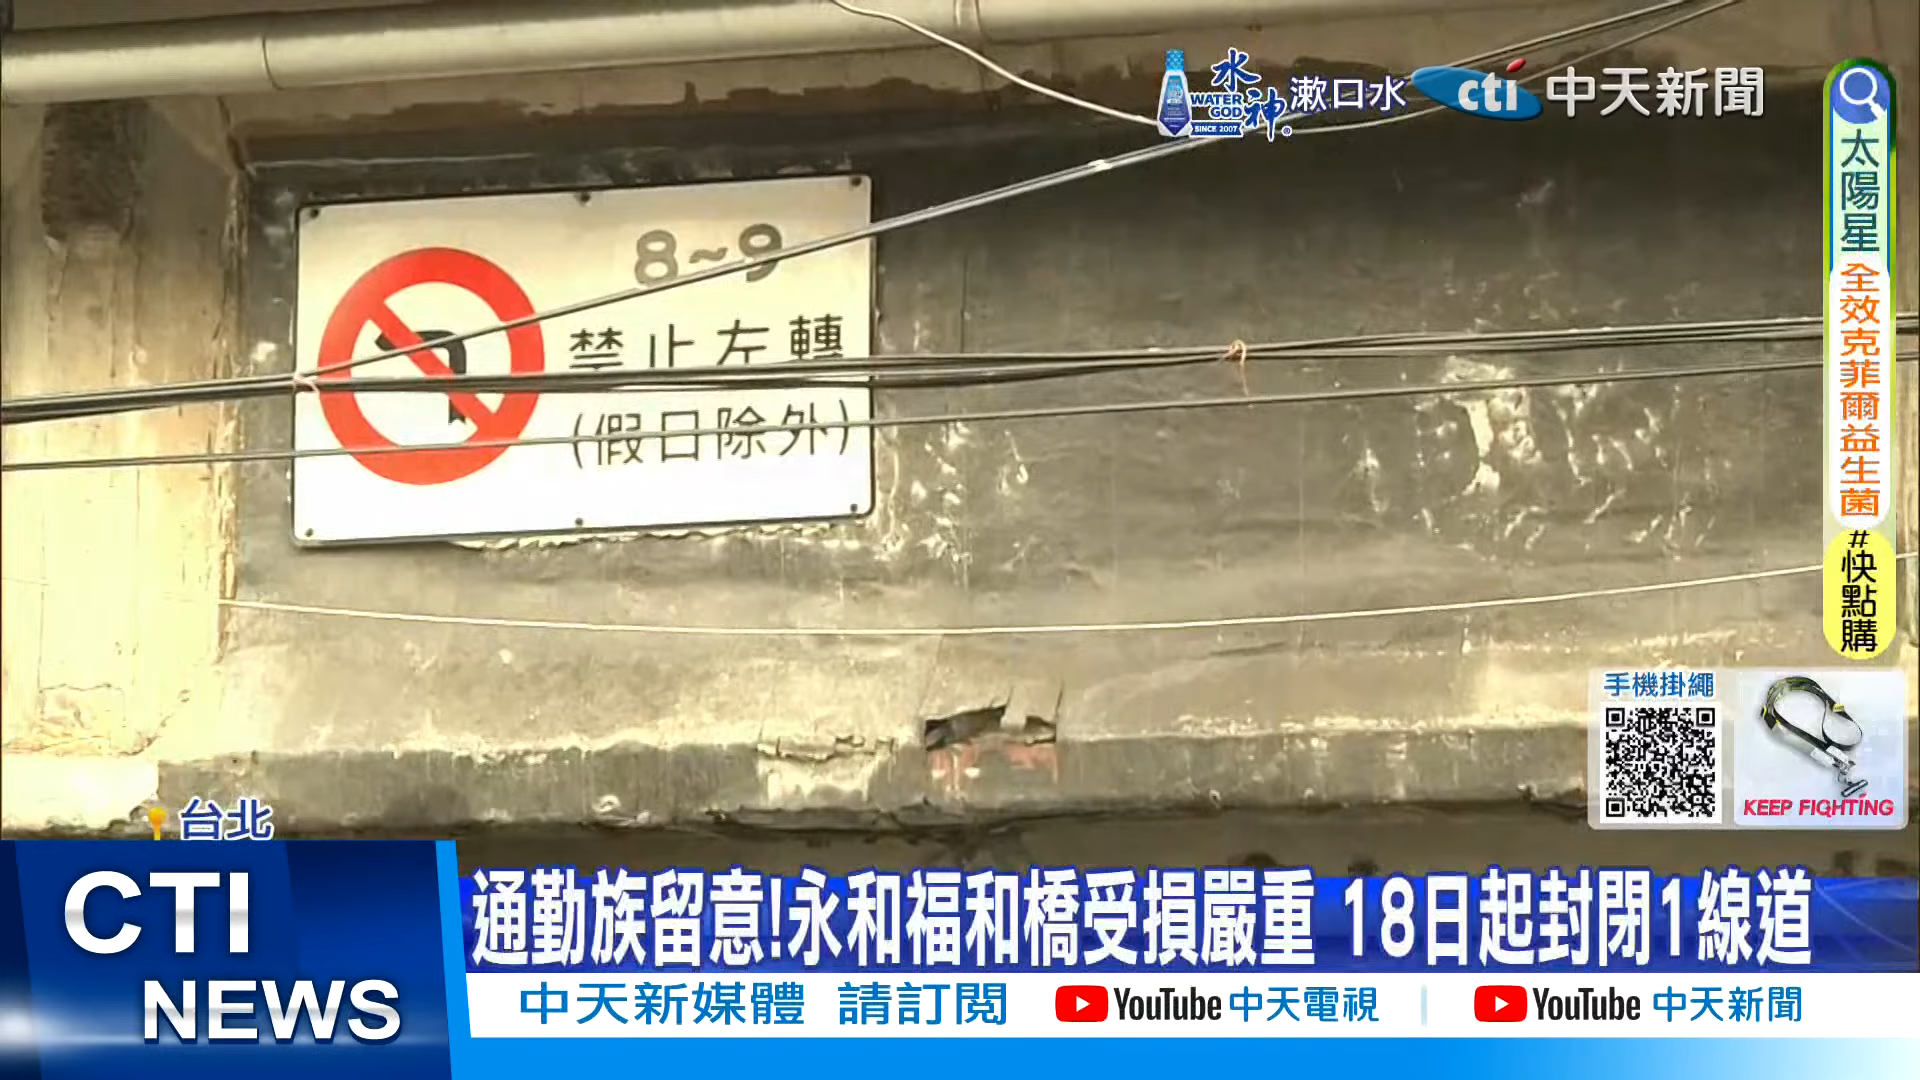 水神
WATER GOD
SINCE 2007
漱口水
cti 中天新聞
太陽星
全效克菲爾益生菌
#快點購
8~9
禁止左轉
(假日除外)
手機掛繩
KEEP FIGHTING
台北
CTI NEWS
通勤族留意!永和福和橋受損嚴重 18日起封閉1線道
中天新媒體 請訂閱 YouTube 中天電視 YouTube 中天新聞